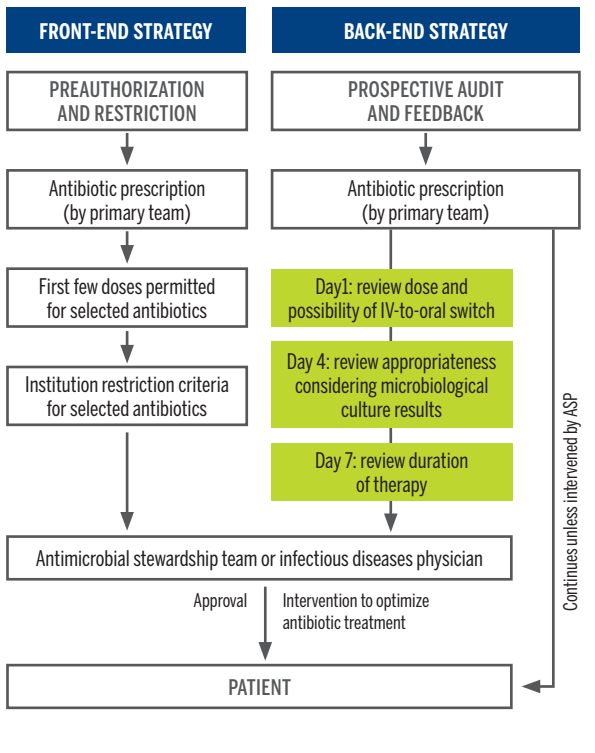 FRONT-END STRATEGY
PREAUTHORIZATION
AND RESTRICTION
Antibiotic prescription
(by primary team)
First few doses permitted
for selected antibiotics
Institution restriction criteria
for selected antibiotics
BACK-END STRATEGY
PROSPECTIVE AUDIT
AND FEEDBACK
Antibiotic prescription
(by primary team)
Day1: review dose and
possibility of IV-to-oral switch
Day 4: review appropriateness
considering microbiological
culture results
Day 7: review duration
of therapy
Continues unless intervened by ASP
Antimicrobial stewardship team or infectious diseases physician
Approval
Intervention to optimize
antibiotic treatment
PATIENT